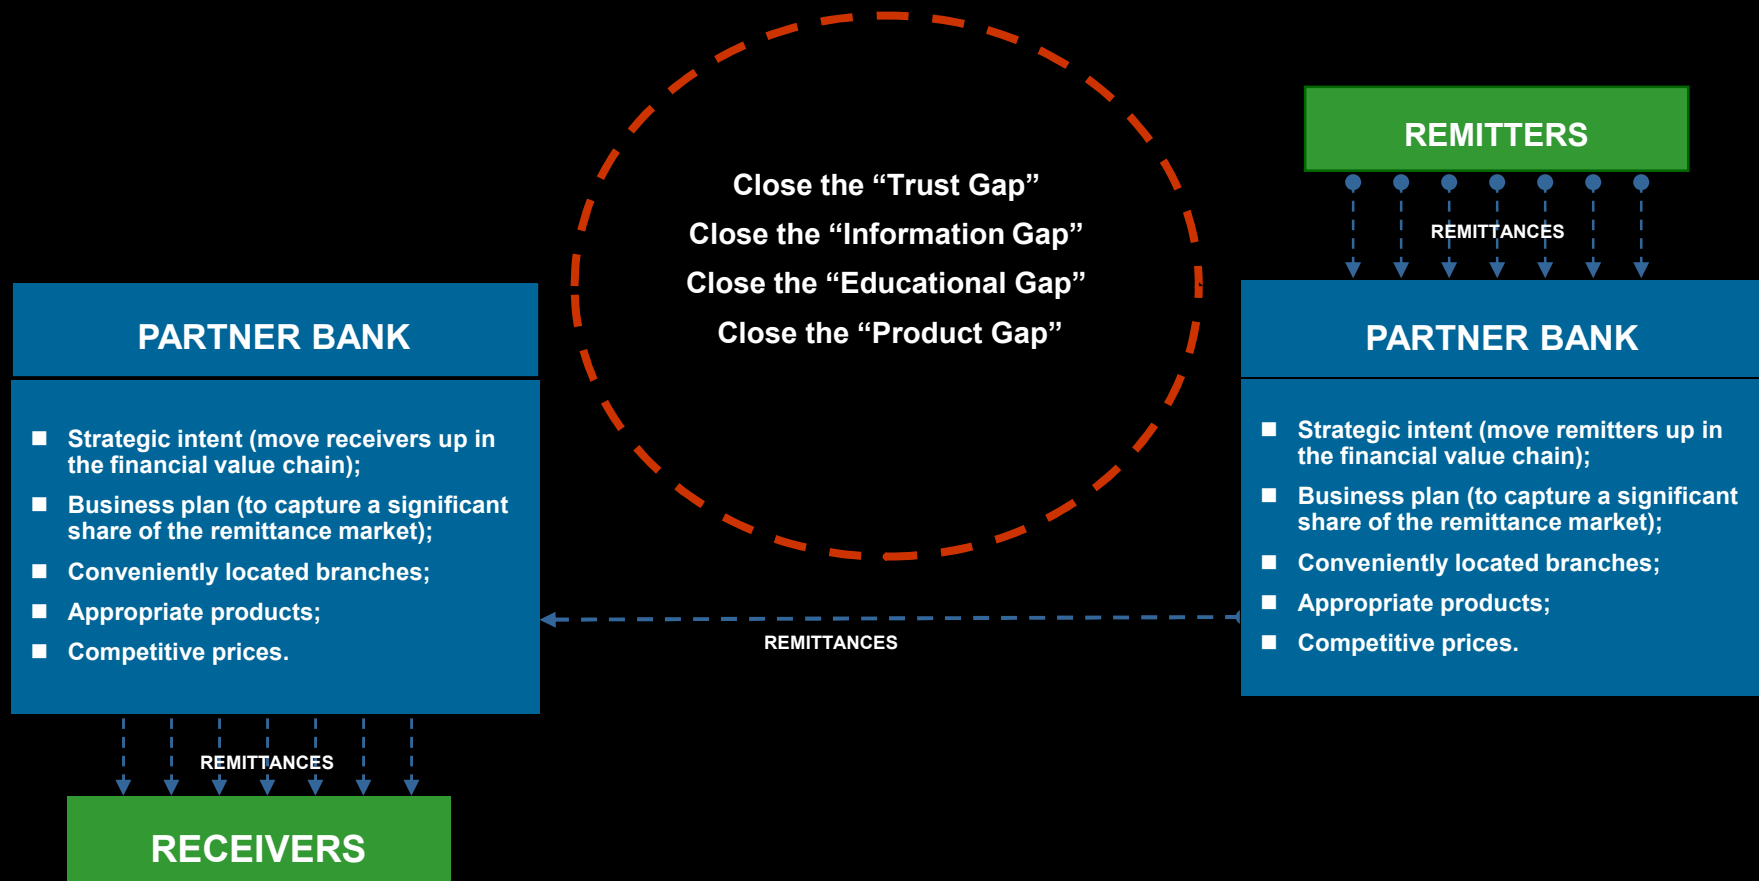 Close the “Trust Gap”
Close the “Information Gap”
Close the “Educational Gap”
Close the “Product Gap”
REMITTERS
REMITTANCES
PARTNER BANK
■ Strategic intent (move receivers up in
the financial value chain);
■ Business plan (to capture a significant
share of the remittance market);
■ Conveniently located branches;
■ Appropriate products;
■ Competitive prices.
PARTNER BANK
■ Strategic intent (move remitters up in
the financial value chain);
■ Business plan (to capture a significant
share of the remittance market);
■ Conveniently located branches;
■ Appropriate products;
■ Competitive prices.
REMITTANCES
REMITTANCES
RECEIVERS